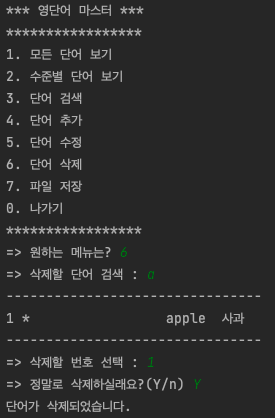 *** 영단어 마스터 ***
*****************
1. 모든 단어 보기
2. 수준별 단어 보기
3. 단어 검색
4. 단어 추가
5. 단어 수정
6. 단어 삭제
7. 파일 저장
0. 나가기
*****************
=> 원하는 메뉴는? 6
=> 삭제할 단어 검색 : a
--------------------------------
1 * apple 사과
--------------------------------
=> 삭제할 번호 선택 : 1
=> 정말로 삭제하실래요?(Y/n) Y
단어가 삭제되었습니다.